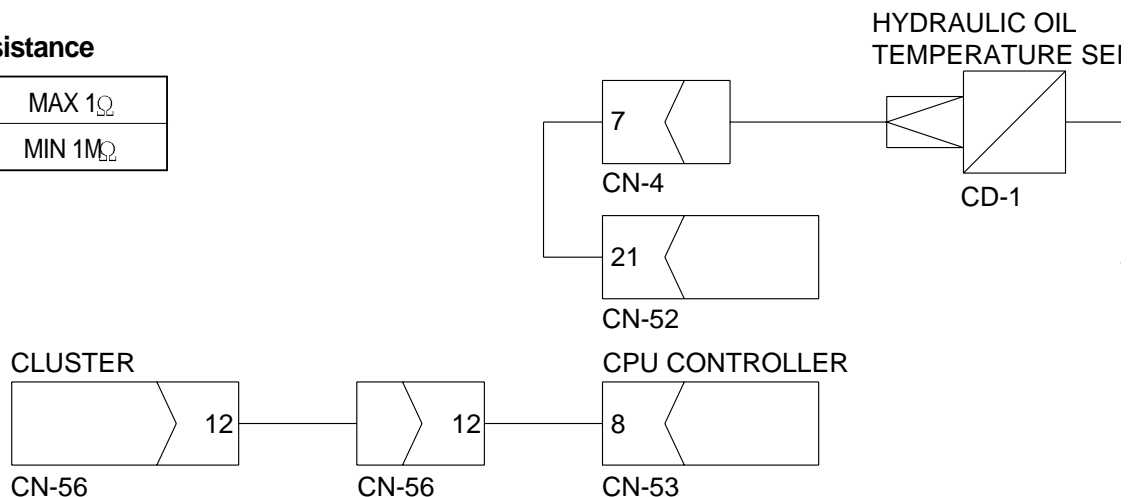 sistance
MAX 1Ω
MIN 1MΩ
HYDRAULIC OIL
TEMPERATURE SE
7
CN-4
CD-1
21
CN-52
CLUSTER
CPU CONTROLLER
12
12
8
CN-56
CN-56
CN-53